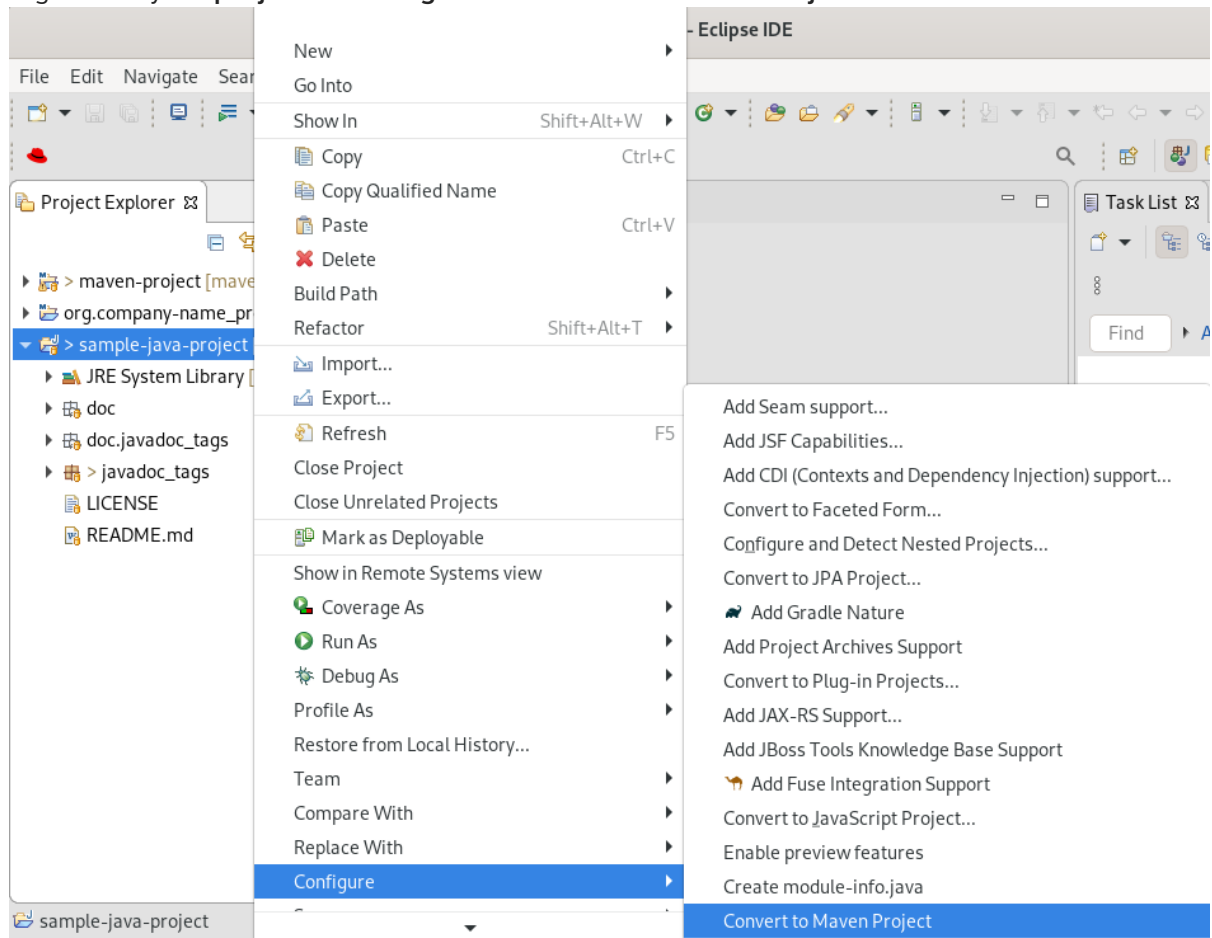 - Eclipse IDE
File Edit Navigate
New
Go Into
Show In Shift+Alt+W
Copy Ctrl+C
Copy Qualified Name
Paste Ctrl+V
Delete
Build Path
Refactor Shift+Alt+T
Import...
Export...
Refresh F5
Close Project
Close Unrelated Projects
Mark as Deployable
Show in Remote Systems view
Coverage As
Run As
Debug As
Profile As
Restore from Local History...
Team
Compare With
Replace With
Configure
Project Explorer
> maven-project [mave
org.company-name_pr
> sample-java-project
JRE System Library [
doc
doc.javadoc_tags
> javadoc_tags
LICENSE
README.md
sample-java-project
Task List
Find
Add Seam support...
Add JSF Capabilities...
Add CDI (Contexts and Dependency Injection) support...
Convert to Faceted Form...
Configure and Detect Nested Projects...
Convert to JPA Project...
Add Gradle Nature
Add Project Archives Support
Convert to Plug-in Projects...
Add JAX-RS Support...
Add JBoss Tools Knowledge Base Support
Add Fuse Integration Support
Convert to JavaScript Project...
Enable preview features
Create module-info.java
Convert to Maven Project